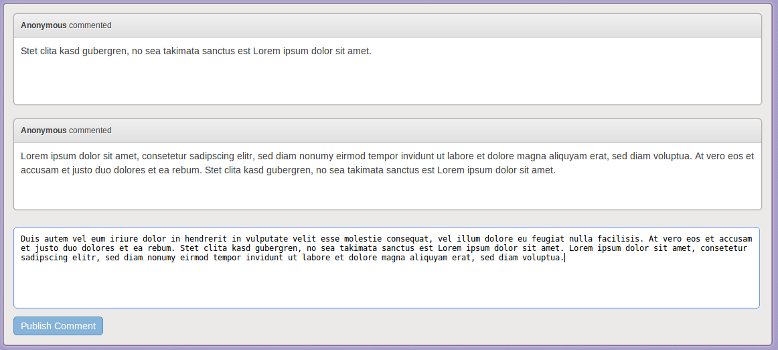 Anonymous commented
Stet clita kasd gubergren, no sea takimata sanctus est Lorem ipsum dolor sit amet.
Anonymous commented
Lorem ipsum dolor sit amet, consetetur sadipscing elitr, sed diam nonumy eirmod tempor invidunt ut labore et dolore magna aliquyam erat, sed diam voluptua. At vero eos et
accusam et justo duo dolores et ea rebum. Stet clita kasd gubergren, no sea takimata sanctus est Lorem ipsum dolor sit amet.
Duis autem vel eum iriure dolor in hendrerit in vulputate velit esse molestie consequat, vel illum dolore eu feugiat nulla facilisis. At vero eos et accusam
et justo duo dolores et ea rebum. Stet clita kasd gubergren, no sea takimata sanctus est Lorem ipsum dolor sit amet. Lorem ipsum dolor sit amet, consetetur
sadipscing elitr, sed diam nonumy eirmod tempor invidunt ut labore et dolore magna aliquyam erat, sed diam voluptua.
Publish Comment